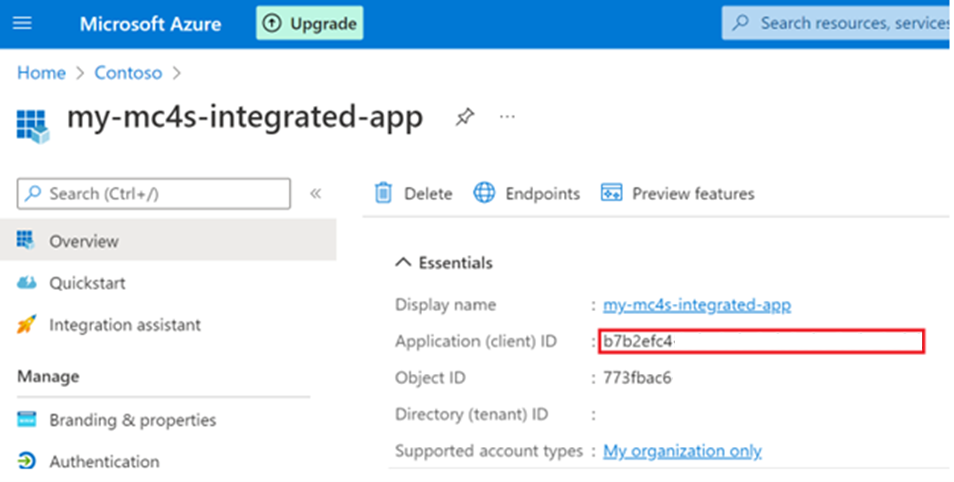 Microsoft Azure Upgrade Search resources, services
Home > Contoso >
my-mc4s-integrated-app ...
Search (Ctrl+/) « Delete Endpoints Preview features
Overview
Quickstart
Integration assistant
Manage
Branding & properties
Authentication
Essentials
Display name : my-mc4s-integrated-app
Application (client) ID : b7b2efc4-
Object ID : 773fbac6
Directory (tenant) ID :
Supported account types : My organization only